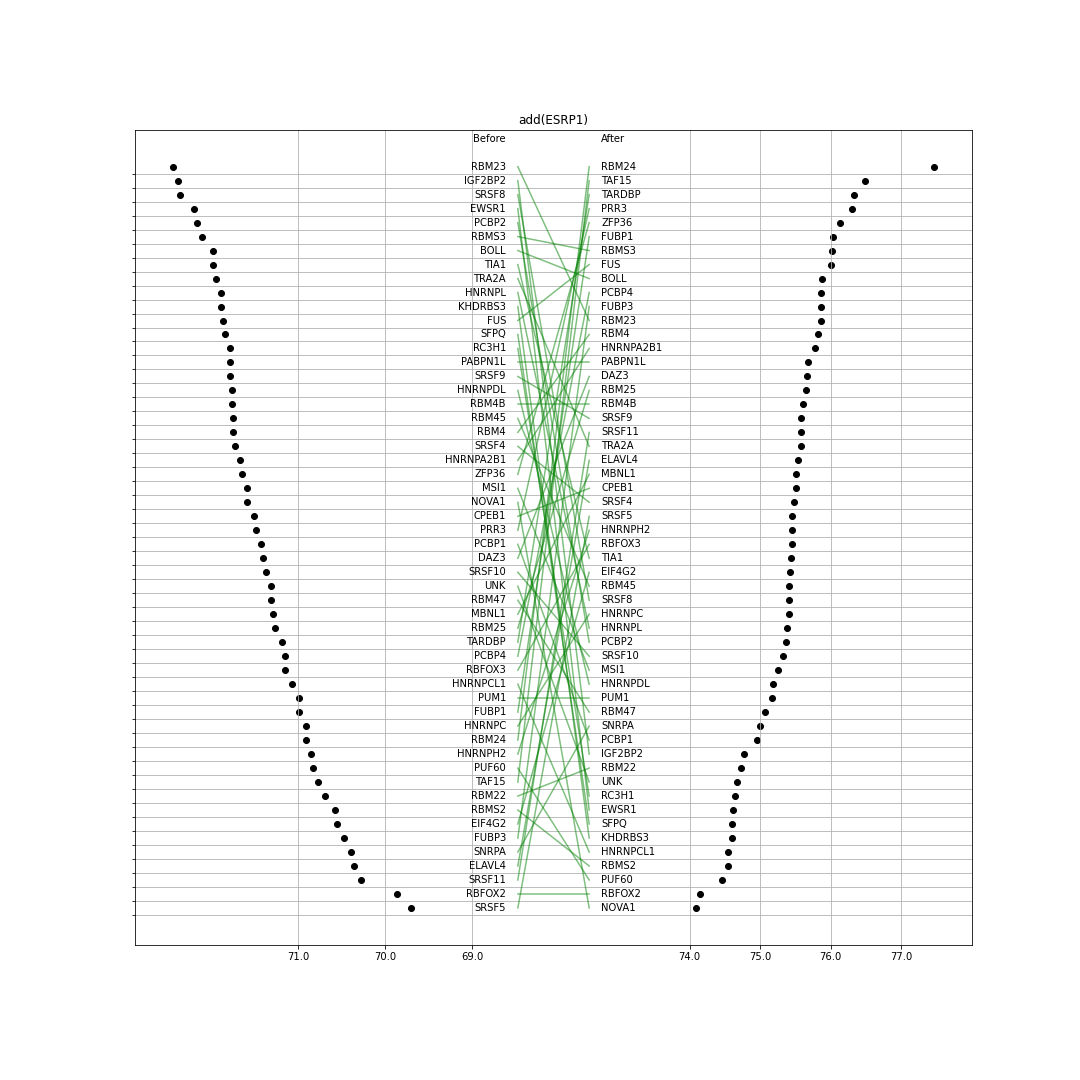 add(ESRP1)
Before After
RBM23 RBM24
IGF2BP2 TAF15
SRSF8 TARDBP
EWSR1 PRR3
PCBP2 ZFP36
RBMS3 FUBP1
BOLL RBMS3
TIA1 FUS
TRA2A BOLL
HNRNPL PCBP4
KHDRBS3 FUBP3
FUS RBM23
SFPQ RBM4
RC3H1 HNRNPA2B1
PABPN1L PABPN1L
SRSF9 DAZ3
HNRNPDL RBM25
RBM4B RBM4B
RBM45 SRSF9
RBM4 SRSF11
SRSF4 TRA2A
HNRNPA2B1 ELAVL4
ZFP36 MBNL1
MSI1 CPEB1
NOVA1 SRSF4
CPEB1 SRSF5
PRR3 HNRNPH2
PCBP1 RBFOX3
DAZ3 TIA1
SRSF10 EIF4G2
UNK RBM45
RBM47 SRSF8
MBNL1 HNRNPC
RBM25 HNRNPL
TARDBP PCBP2
PCBP4 SRSF10
RBFOX3 MSI1
HNRNPCL1 HNRNPDL
PUM1 PUM1
FUBP1 RBM47
HNRNPC SNRPA
RBM24 PCBP1
HNRNPH2 IGF2BP2
PUF60 RBM22
TAF15 UNK
RBM22 RC3H1
RBMS2 EWSR1
EIF4G2 SFPQ
FUBP3 KHDRBS3
SNRPA HNRNPCL1
ELAVL4 RBMS2
SRSF11 PUF60
RBFOX2 RBFOX2
SRSF5 NOVA1
71.0 70.0 69.0 74.0 75.0 76.0 77.0